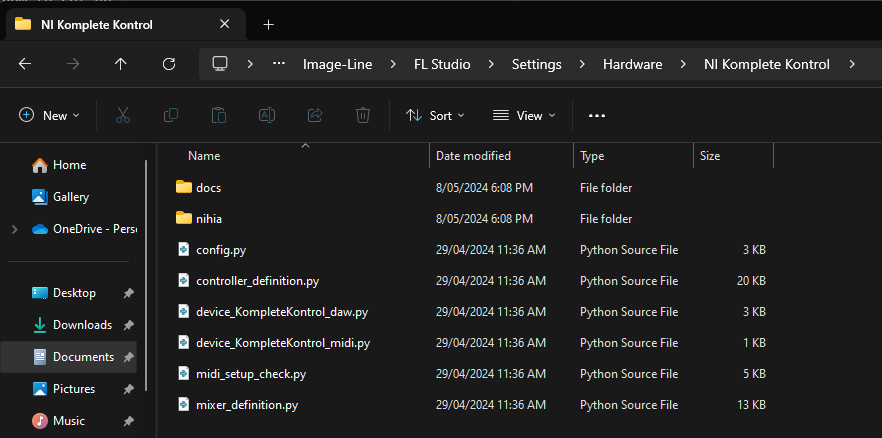 NI Komplete Kontrol
Image-Line > FL Studio > Settings > Hardware > NI Komplete Kontrol >
New Sort View
Name Date modified Type Size
Home
Gallery
OneDrive - Perso
Desktop
Downloads
Documents
Pictures
Music
docs 8/05/2024 6:08 PM File folder
nihia 8/05/2024 6:08 PM File folder
config.py 29/04/2024 11:36 AM Python Source File 3 KB
controller_definition.py 29/04/2024 11:36 AM Python Source File 20 KB
device_KompleteKontrol_daw.py 29/04/2024 11:36 AM Python Source File 3 KB
device_KompleteKontrol_midi.py 29/04/2024 11:36 AM Python Source File 1 KB
midi_setup_check.py 29/04/2024 11:36 AM Python Source File 5 KB
mixer_definition.py 29/04/2024 11:36 AM Python Source File 13 KB